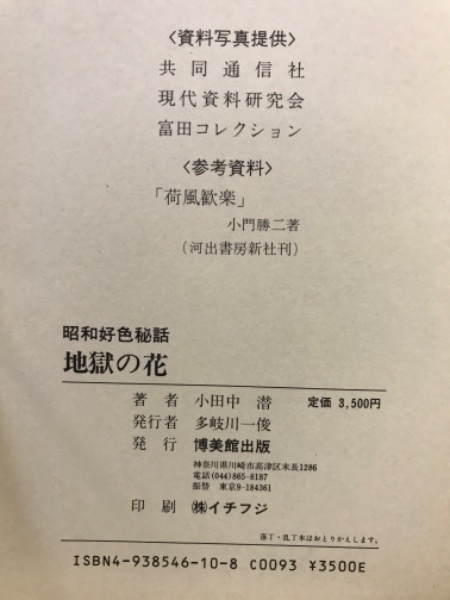 〈資料写真提供〉
共同通信社
現代資料研究会
富田コレクション
〈参考資料〉
「荷風歓楽」
小門勝二著
(河出書房新社刊)
昭和好色秘話
地獄の花
著者 小田中 潜 定価 3,500円
発行者 多岐川一俊
発行 博美館出版
神奈川県川崎市高津区末長1286
電話(044)865-8187
振替 東京9-184361
印刷 ㈱イチフジ
落丁・乱丁本はおとりかえします。
ISBN4-938546-10-8 C0093 ¥3500E